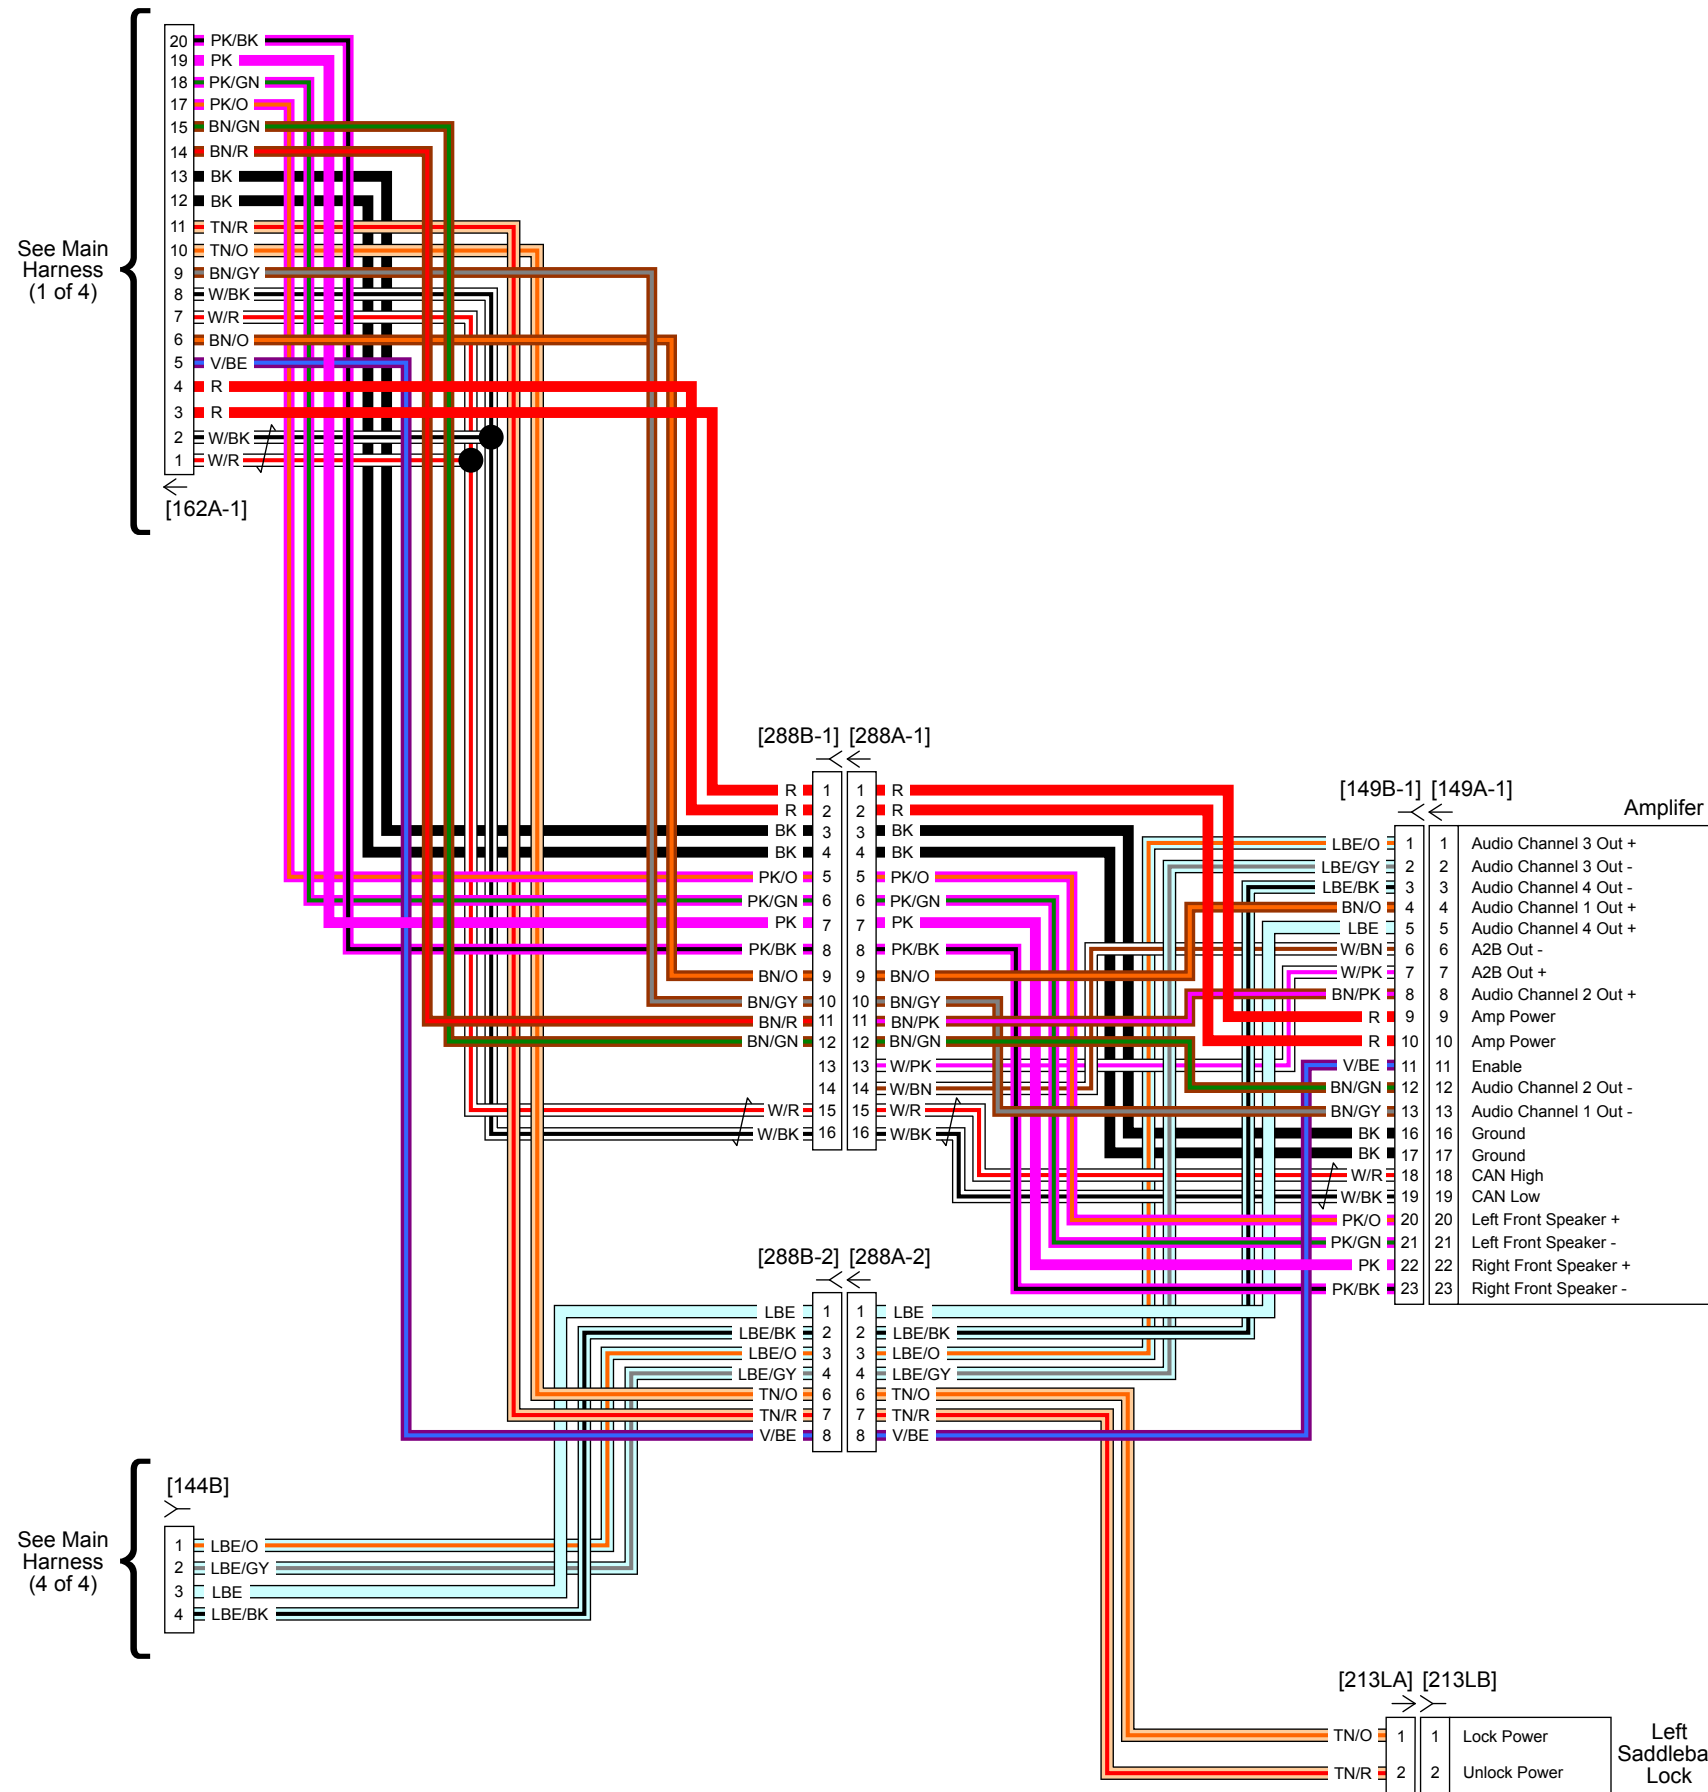 20 PK/BK
19 PK
18 PK/GN
17 PK/O
15 BN/GN
14 BN/R
13 BK
12 BK
11 TN/R
10 TN/O
9 BN/GY
8 W/BK
7 W/R
6 BN/O
5 V/BE
4 R
3 R
2 W/BK
1 W/R
See Main
Harness
(1 of 4)
[162A-1]
[288B-1] [288A-1]
R 1 1 R
R 2 2 R
BK 3 3 BK
BK 4 4 BK
PK/O 5 5 PK/O
PK/GN 6 6 PK/GN
PK 7 7 PK
PK/BK 8 8 PK/BK
BN/O 9 9 BN/O
BN/GY 10 10 BN/GY
BN/R 11 11 BN/PK
BN/GN 12 12 BN/GN
13 13 W/PK
14 14 W/BN
W/R 15 15 W/R
W/BK 16 16 W/BK
[149B-1] [149A-1]
Amplifer
LBE/O 1 1 Audio Channel 3 Out +
LBE/GY 2 2 Audio Channel 3 Out -
LBE/BK 3 3 Audio Channel 4 Out -
BN/O 4 4 Audio Channel 1 Out +
LBE 5 5 Audio Channel 4 Out +
W/BN 6 6 A2B Out -
W/PK 7 7 A2B Out +
BN/PK 8 8 Audio Channel 2 Out +
R 9 9 Amp Power
R 10 10 Amp Power
V/BE 11 11 Enable
BN/GN 12 12 Audio Channel 2 Out -
BN/GY 13 13 Audio Channel 1 Out -
BK 16 16 Ground
BK 17 17 Ground
W/R 18 18 CAN High
W/BK 19 19 CAN Low
PK/O 20 20 Left Front Speaker +
PK/GN 21 21 Left Front Speaker -
PK 22 22 Right Front Speaker +
PK/BK 23 23 Right Front Speaker -
[288B-2] [288A-2]
LBE 1 1 LBE
LBE/BK 2 2 LBE/BK
LBE/O 3 3 LBE/O
LBE/GY 4 4 LBE/GY
TN/O 6 6 TN/O
TN/R 7 7 TN/R
V/BE 8 8 V/BE
[144B]
See Main
Harness
(4 of 4)
1 LBE/O
2 LBE/GY
3 LBE
4 LBE/BK
[213LA] [213LB]
TN/O 1 1 Lock Power
TN/R 2 2 Unlock Power
Left
Saddleba
Lock